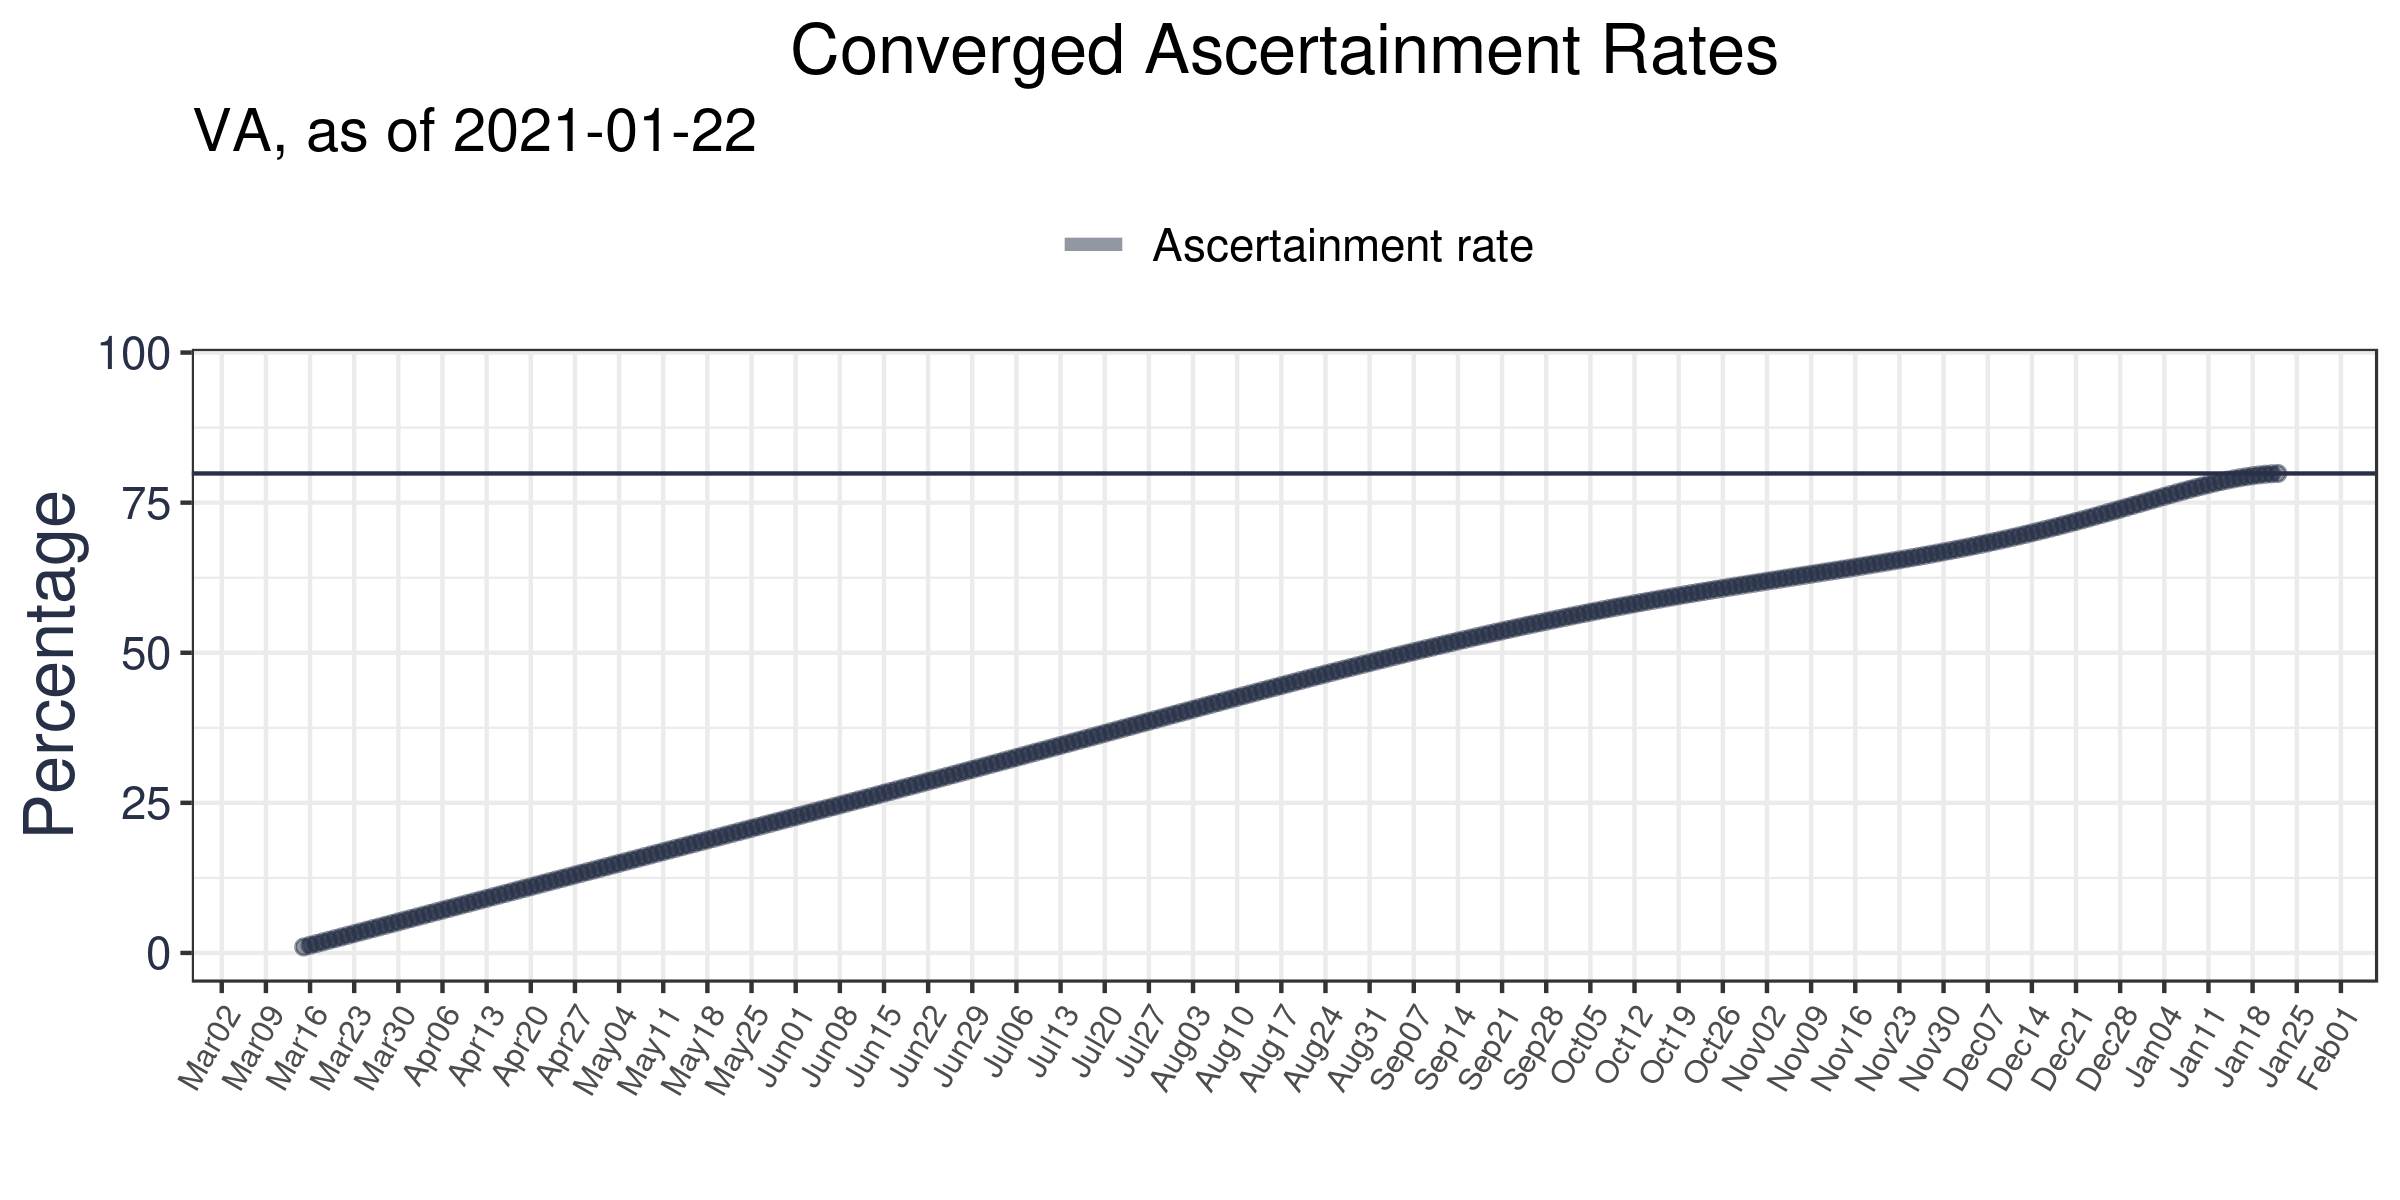 Converged Ascertainment Rates
VA, as of 2021-01-22
Ascertainment rate
Percentage
100
75
50
25
0
Mar02 Mar09 Mar16 Mar23 Mar30 Apr06 Apr13 Apr20 Apr27 May04 May11 May18 May25 Jun01 Jun08 Jun15 Jun22 Jun29 Jul06 Jul13 Jul20 Jul27 Aug03 Aug10 Aug17 Aug24 Aug31 Sep07 Sep14 Sep21 Sep28 Oct05 Oct12 Oct19 Oct26 Nov02 Nov09 Nov16 Nov23 Nov30 Dec07 Dec14 Dec21 Dec28 Jan04 Jan11 Jan18 Jan25 Feb01